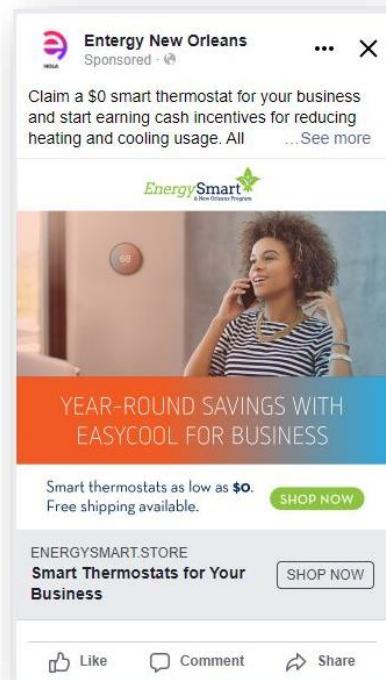 Entergy New Orleans
Sponsored ·
NOLA
Claim a $0 smart thermostat for your business
and start earning cash incentives for reducing
heating and cooling usage. All ...See more
EnergySmart
A New Orleans Program
68
YEAR-ROUND SAVINGS WITH
EASYCOOL FOR BUSINESS
Smart thermostats as low as $0.
Free shipping available.
SHOP NOW
ENERGYSMART.STORE
Smart Thermostats for Your
Business
SHOP NOW
Like Comment Share